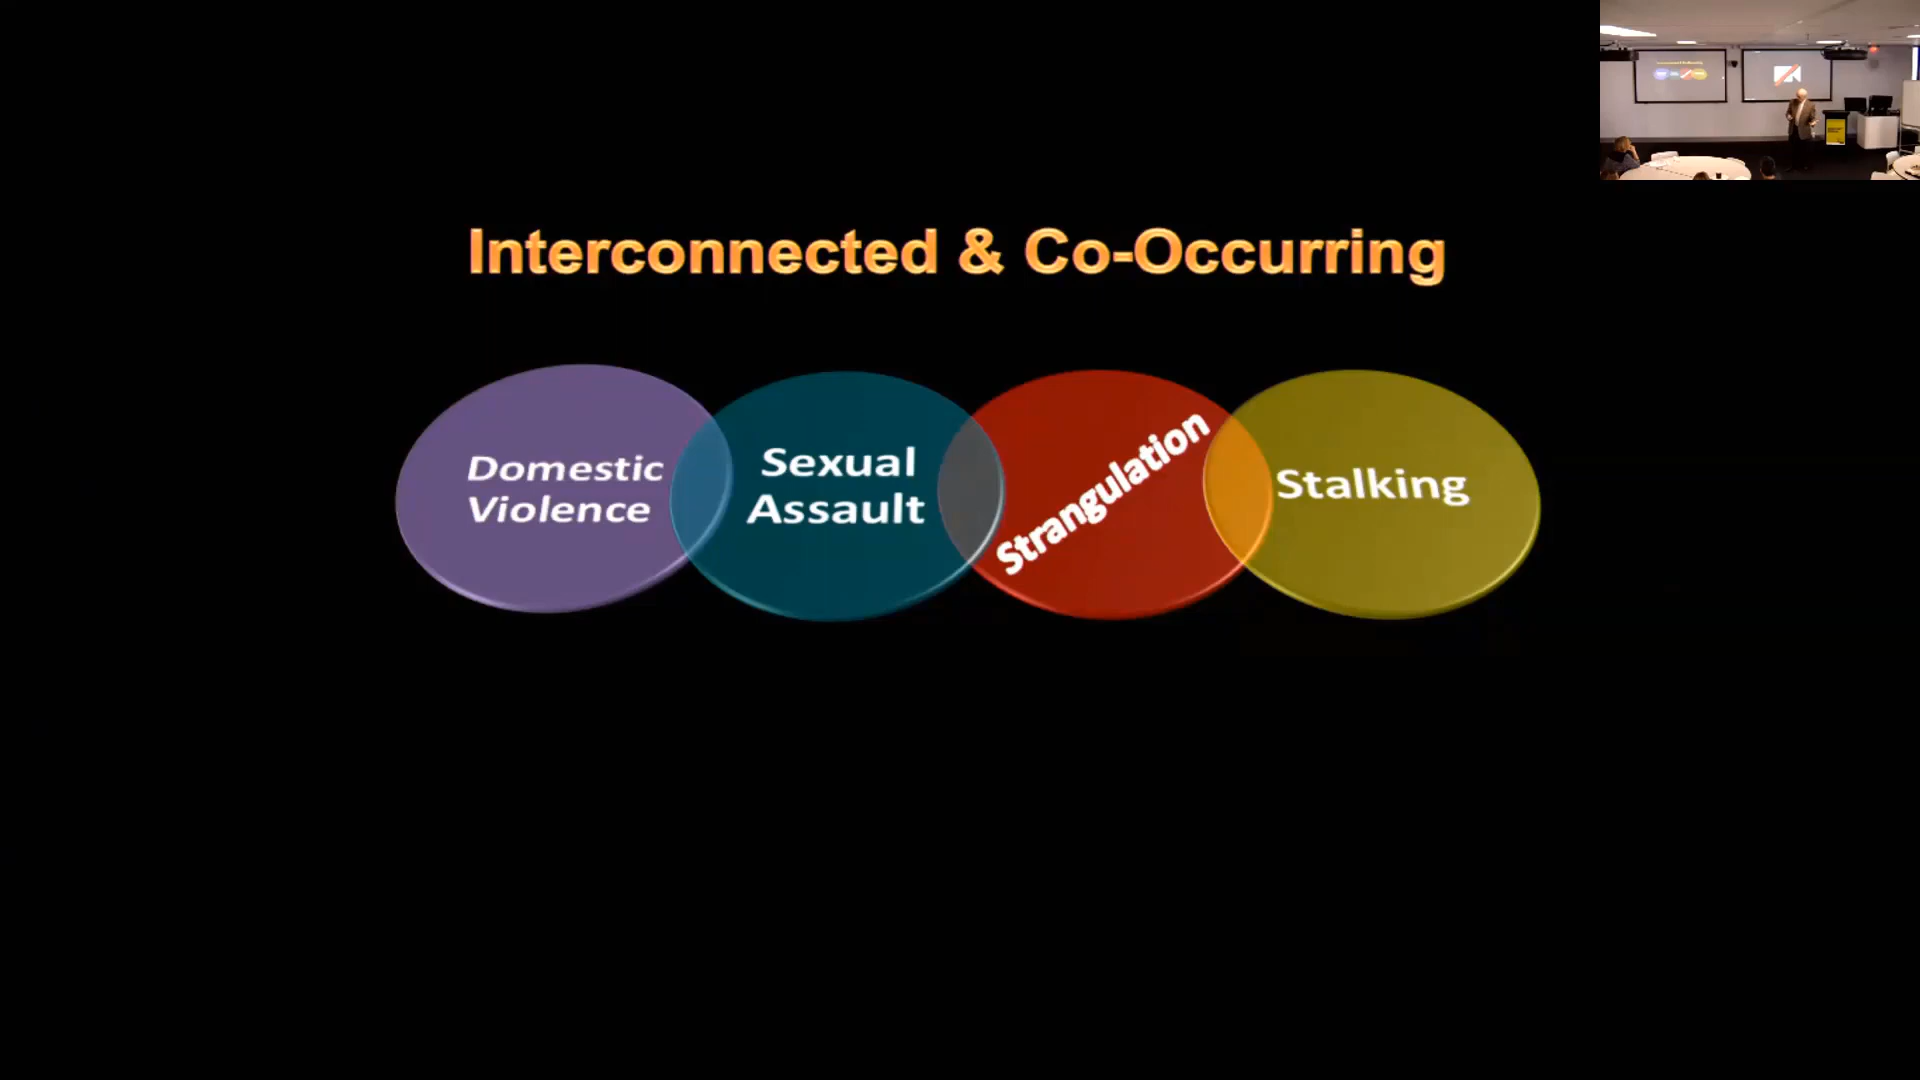 Interconnected & Co-Occurring
Domestic
Violence
Sexual
Assault
Strangulation
Stalking